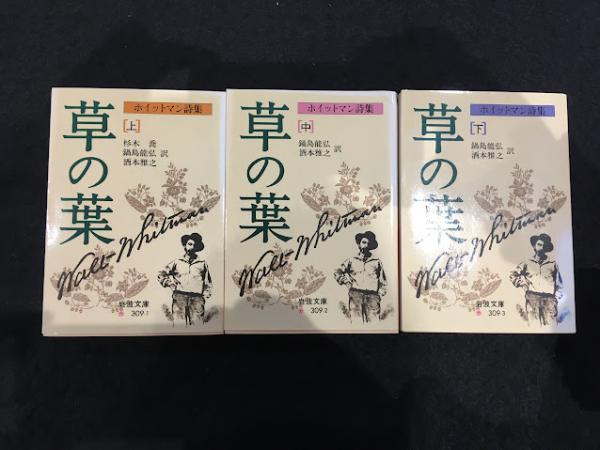 ホイットマン詩集
草の葉
[上]
杉木 喬
鍋島能弘 訳
酒本雅之
Walt Whitman
岩波文庫
赤
309-1
ホイットマン詩集
草の葉
[中]
鍋島能弘 訳
酒本雅之
Walt Whitman
岩波文庫
赤
309-2
ホイットマン詩集
草の葉
[下]
鍋島能弘 訳
酒本雅之
Walt Whitman
岩波文庫
赤
309-3